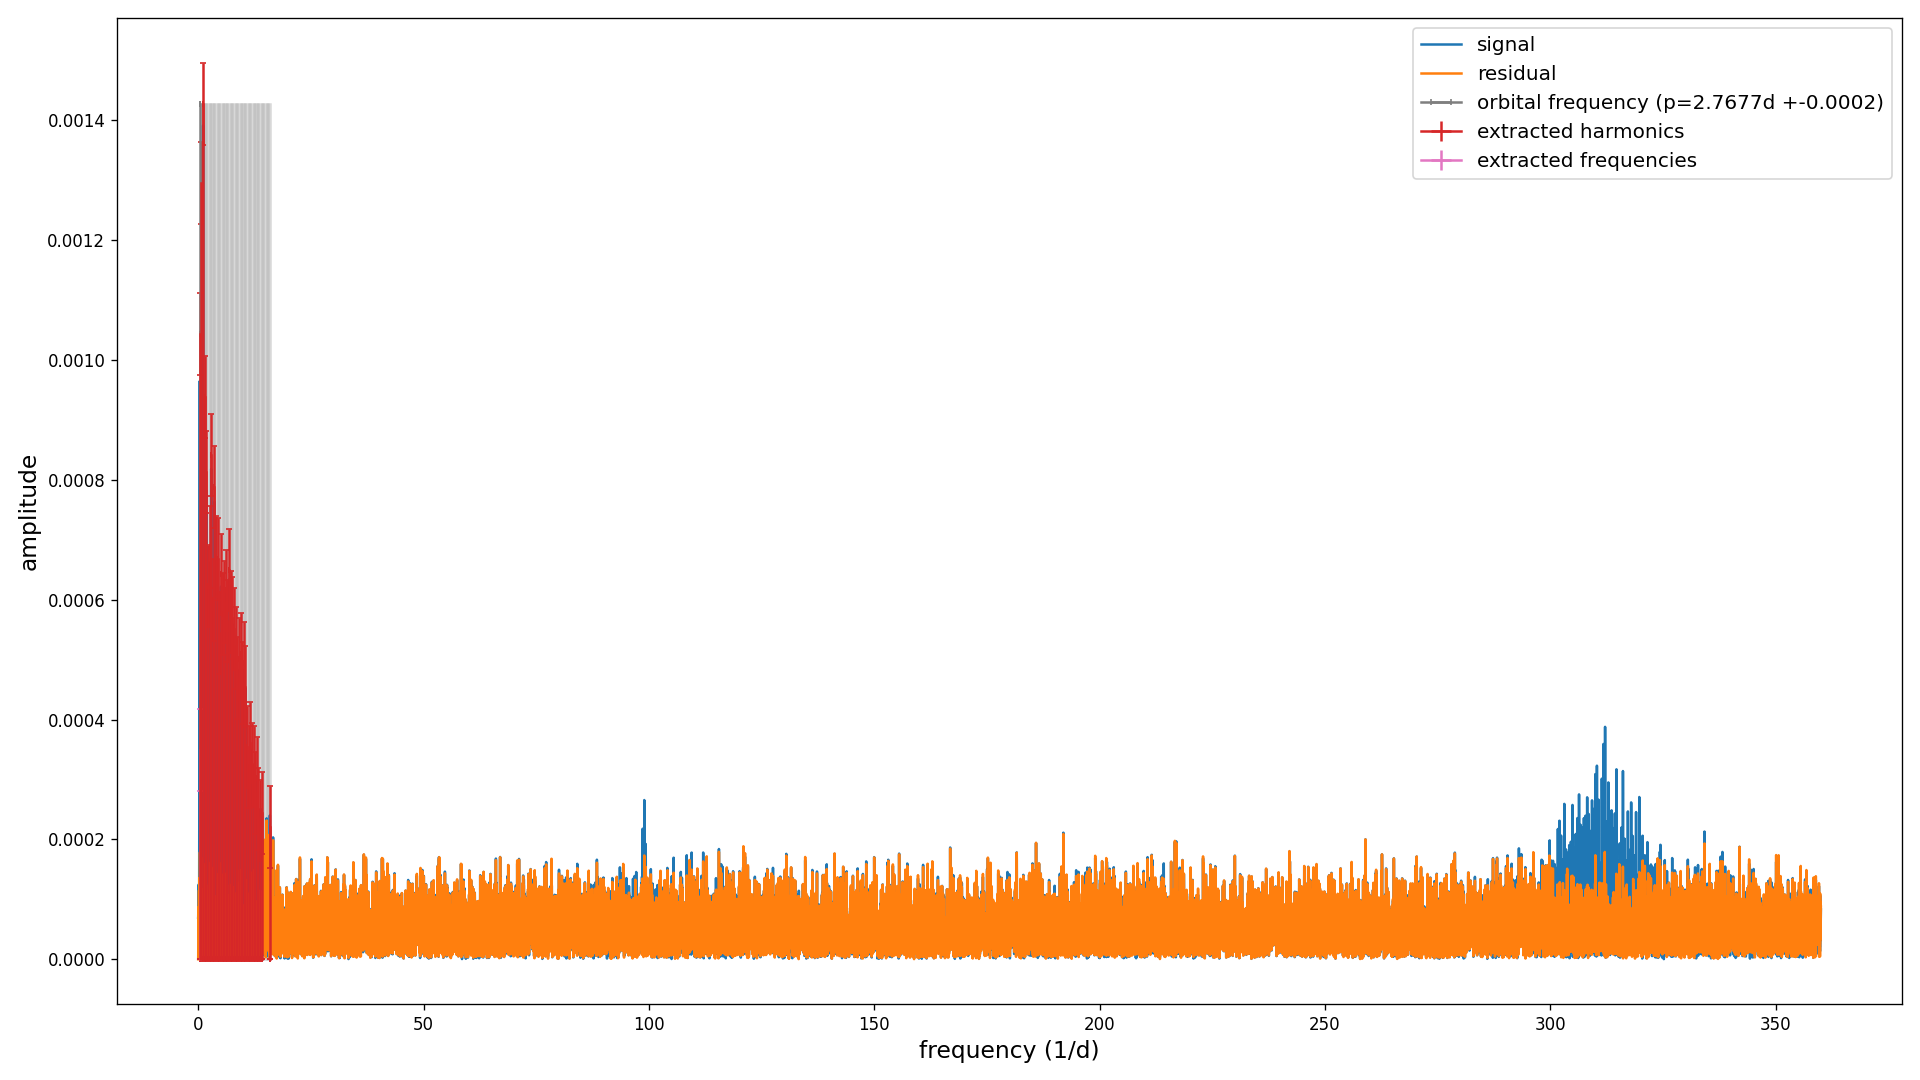 signal
residual
orbital frequency (p=2.7677d +-0.0002)
extracted harmonics
extracted frequencies
amplitude
0.0014
0.0012
0.0010
0.0008
0.0006
0.0004
0.0002
0.0000
0 50 100 150 200 250 300 350
frequency (1/d)